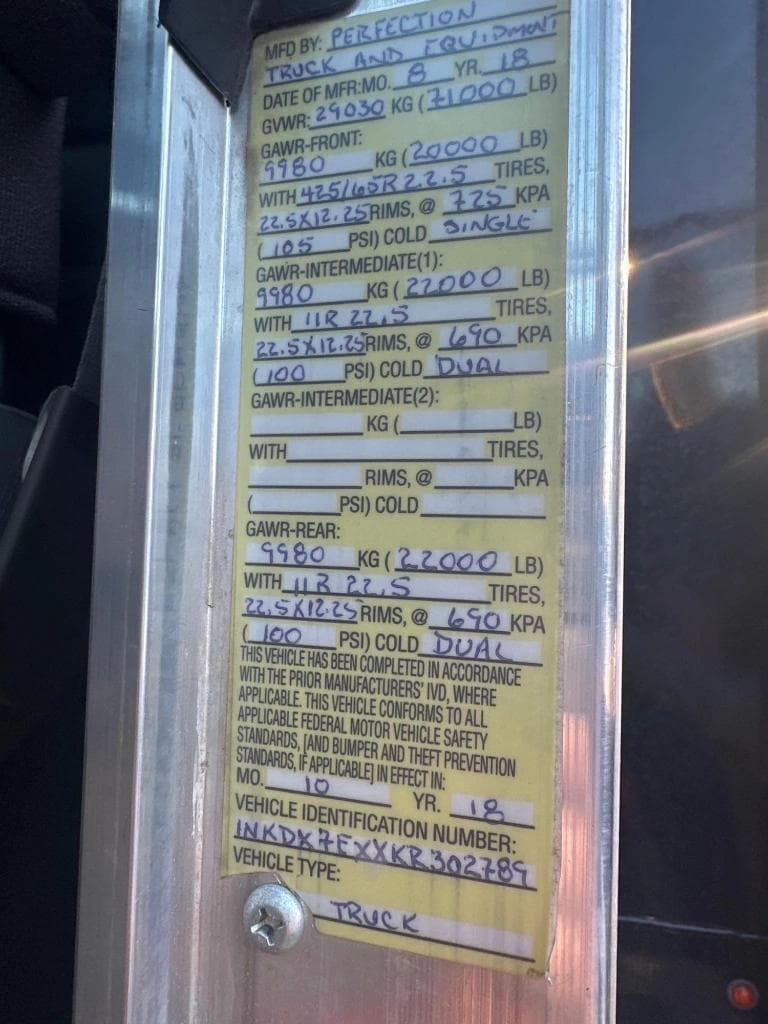 MFD BY: PERFECTION
TRUCK AND EQUIPMENT
DATE OF MFR:MO. 8 YR. 18
GVWR: 29030 KG (71000 LB)
GAWR-FRONT:
9980 KG (20000 LB)
WITH 425/65R22.5 TIRES,
22.5X12.25 RIMS, @ 725 KPA
(105 PSI) COLD SINGLE
GAWR-INTERMEDIATE(1):
9980 KG (22000 LB)
WITH 11R 22.5 TIRES,
22.5X12.25 RIMS, @ 690 KPA
(100 PSI) COLD DUAL
GAWR-INTERMEDIATE(2):
KG ( LB)
WITH TIRES,
RIMS, @ KPA
( PSI) COLD
GAWR-REAR:
9980 KG (22000 LB)
WITH 11R 22.5 TIRES,
22.5X12.25 RIMS, @ 690 KPA
(100 PSI) COLD DUAL
THIS VEHICLE HAS BEEN COMPLETED IN ACCORDANCE
WITH THE PRIOR MANUFACTURERS' IVD, WHERE
APPLICABLE. THIS VEHICLE CONFORMS TO ALL
APPLICABLE FEDERAL MOTOR VEHICLE SAFETY
STANDARDS, [AND BUMPER AND THEFT PREVENTION
STANDARDS, IF APPLICABLE] IN EFFECT IN:
MO. 10 YR. 18
VEHICLE IDENTIFICATION NUMBER:
1NKDX7EXXKR302789
VEHICLE TYPE:
TRUCK